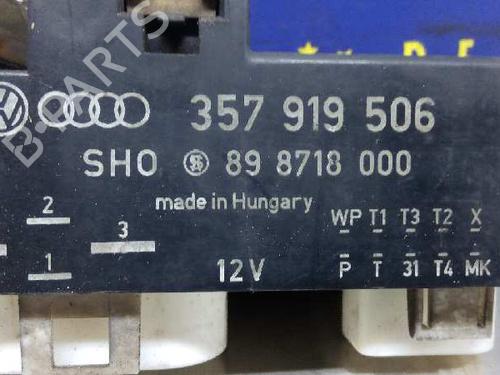 B-PARTS
357 919 506
SHO 89 8718 000
made in Hungary
2 WP T1 T3 T2 X
3
1 12V P T 31 T4 MK